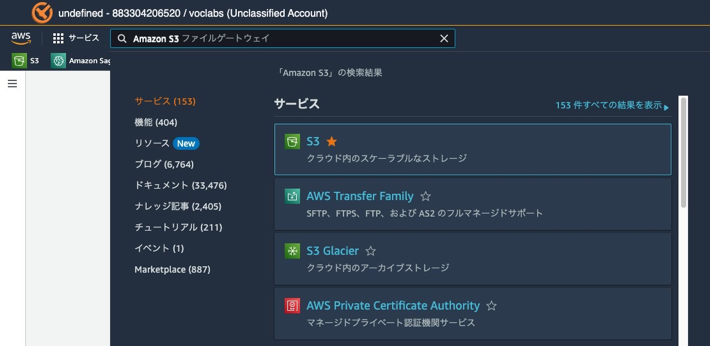 undefined - 883304206520 / voclabs (Unclassified Account)
aws サービス Amazon S3 ファイルゲートウェイ
S3 Amazon Sag
「Amazon S3」の検索結果
サービス (153)
機能 (404)
リソース New
ブログ (6,764)
ドキュメント (33,476)
ナレッジ記事 (2,405)
チュートリアル (211)
イベント (1)
Marketplace (887)
サービス
153 件すべての結果を表示
S3
クラウド内のスケーラブルなストレージ
AWS Transfer Family
SFTP、FTPS、FTP、および AS2 のフルマネージドサポート
S3 Glacier
クラウド内のアーカイブストレージ
AWS Private Certificate Authority
マネージドプライベート認証機関サービス